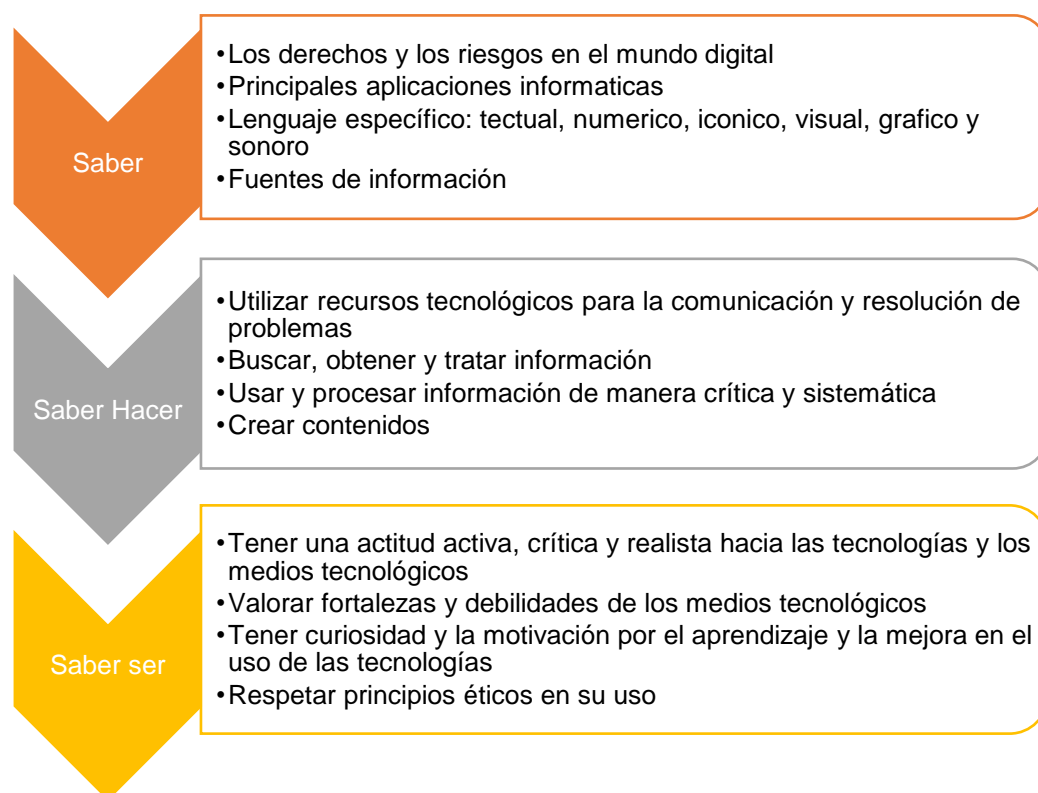 Saber
•Los derechos y los riesgos en el mundo digital
•Principales aplicaciones informaticas
•Lenguaje específico: tectual, numerico, iconico, visual, grafico y
sonoro
•Fuentes de información
Saber Hacer
•Utilizar recursos tecnológicos para la comunicación y resolución de
problemas
•Buscar, obtener y tratar información
•Usar y procesar información de manera crítica y sistemática
•Crear contenidos
Saber ser
•Tener una actitud activa, crítica y realista hacia las tecnologías y los
medios tecnológicos
•Valorar fortalezas y debilidades de los medios tecnológicos
•Tener curiosidad y la motivación por el aprendizaje y la mejora en el
uso de las tecnologías
•Respetar principios éticos en su uso